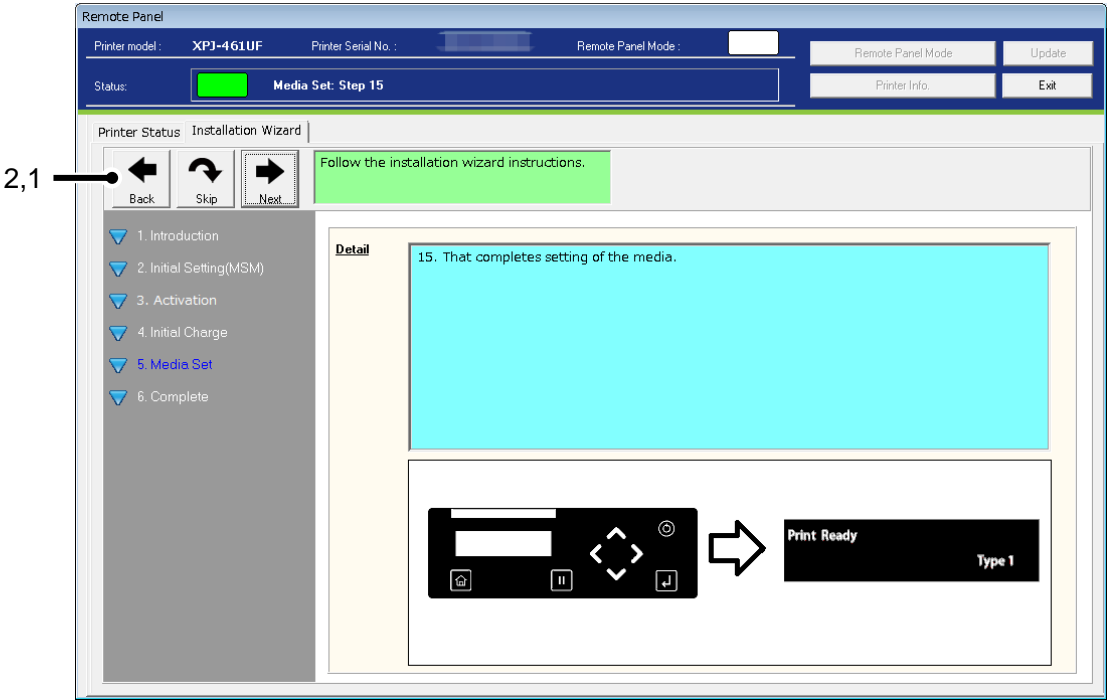 Remote Panel
Printer model : XPJ-461UF Printer Serial No. : Remote Panel Mode :
Remote Panel Mode Update
Status: Media Set: Step 15
Printer Info. Exit
Printer Status Installation Wizard
2,1
Back Skip Next
Follow the installation wizard instructions.
1. Introduction
2. Initial Setting(MSM)
3. Activation
4. Initial Charge
5. Media Set
6. Complete
Detail
15. That completes setting of the media.
Print Ready
Type 1